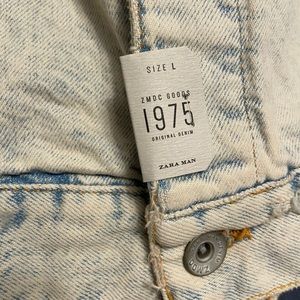 SIZE L
ZMDC GOODS
1975
ORIGINAL DENIM
ZARA MAN